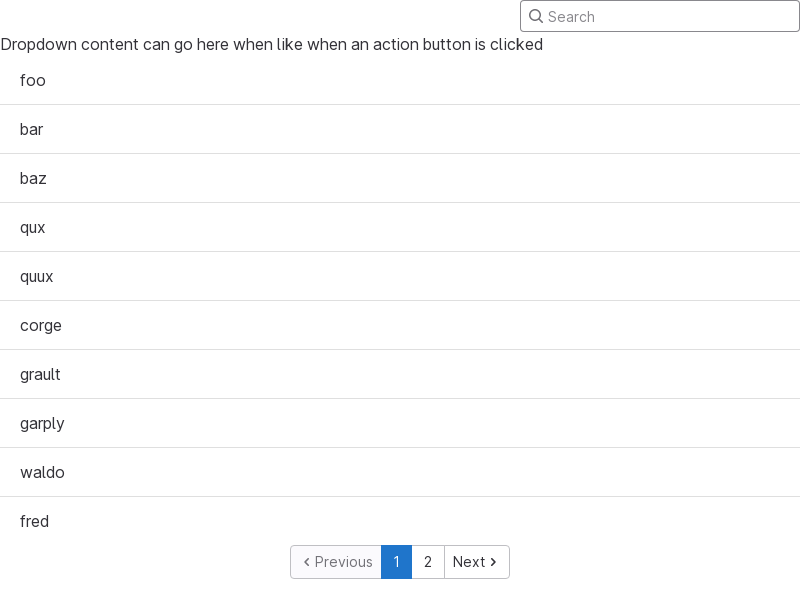 Search
Dropdown content can go here when like when an action button is clicked
foo
bar
baz
qux
quux
corge
grault
garply
waldo
fred
Previous 1 2 Next